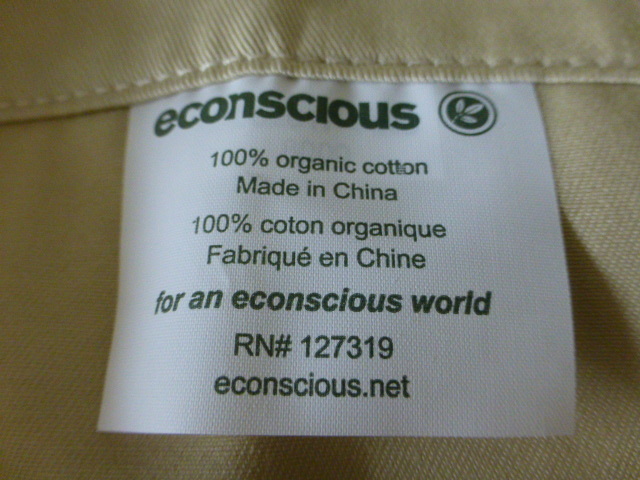 econscious
100% organic cotton
Made in China
100% coton organique
Fabriqué en Chine
for an econscious world
RN# 127319
econscious.net